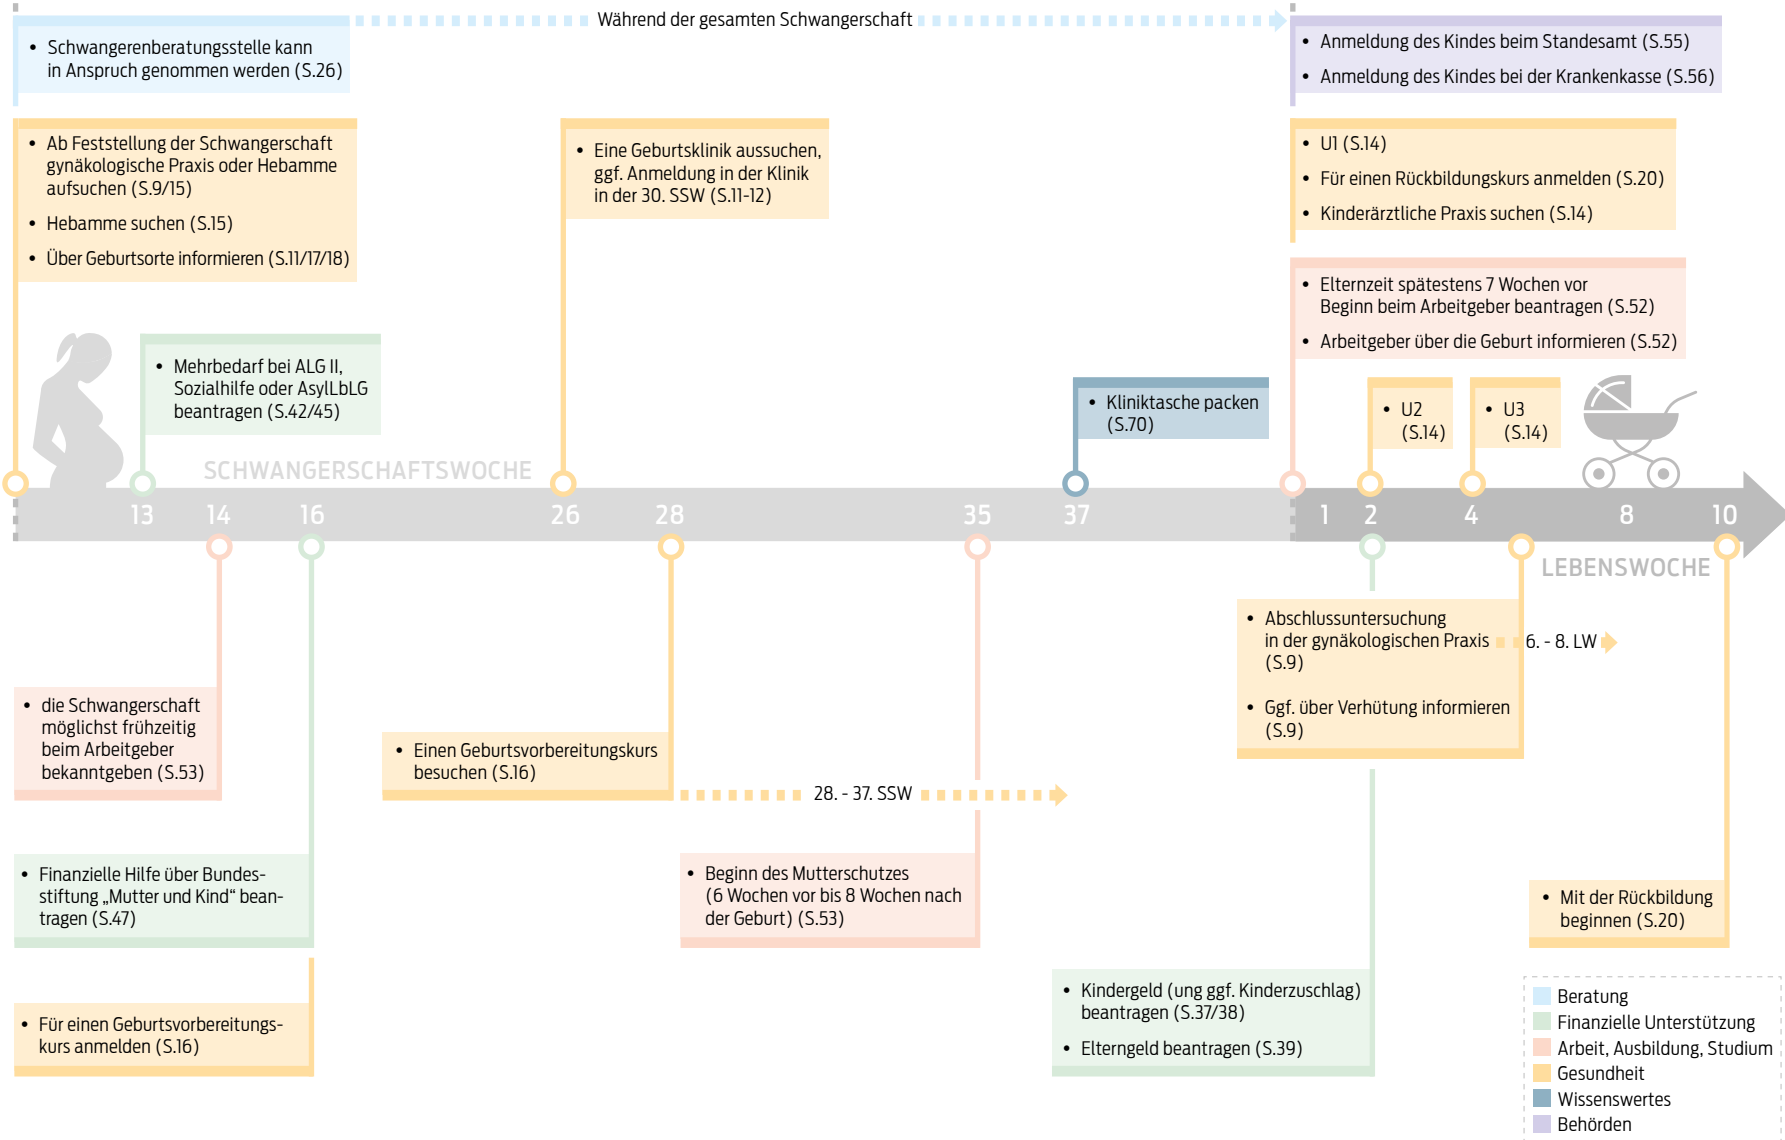 Während der gesamten Schwangerschaft
• Schwangerenberatungsstelle kann
in Anspruch genommen werden (S.26)
• Anmeldung des Kindes beim Standesamt (S.55)
• Anmeldung des Kindes bei der Krankenkasse (S.56)
• Ab Feststellung der Schwangerschaft
gynäkologische Praxis oder Hebamme
aufsuchen (S.9/15)
• Hebamme suchen (S.15)
• Über Geburtsorte informieren (S.11/17/18)
• Eine Geburtsklinik aussuchen,
ggf. Anmeldung in der Klinik
in der 30. SSW (S.11-12)
• U1 (S.14)
• Für einen Rückbildungskurs anmelden (S.20)
• Kinderärztliche Praxis suchen (S.14)
• Elternzeit spätestens 7 Wochen vor
Beginn beim Arbeitgeber beantragen (S.52)
• Arbeitgeber über die Geburt informieren (S.52)
• Mehrbedarf bei ALG II,
Sozialhilfe oder AsylLbLG
beantragen (S.42/45)
• Kliniktasche packen
(S.70)
• U2
(S.14)
• U3
(S.14)
SCHWANGERSCHAFTSWOCHE
13 14 16 26 28 35 37 1 2 4 8 10
LEBENSWOCHE
• Abschlussuntersuchung
in der gynäkologischen Praxis
(S.9)
6. - 8. LW
• Ggf. über Verhütung informieren
(S.9)
• die Schwangerschaft
möglichst frühzeitig
beim Arbeitgeber
bekanntgeben (S.53)
• Einen Geburtsvorbereitungskurs
besuchen (S.16)
28. - 37. SSW
• Finanzielle Hilfe über Bundes-
stiftung „Mutter und Kind“ bean-
tragen (S.47)
• Beginn des Mutterschutzes
(6 Wochen vor bis 8 Wochen nach
der Geburt) (S.53)
• Mit der Rückbildung
beginnen (S.20)
• Für einen Geburtsvorbereitungs-
kurs anmelden (S.16)
• Kindergeld (ung ggf. Kinderzuschlag)
beantragen (S.37/38)
• Elterngeld beantragen (S.39)
Beratung
Finanzielle Unterstützung
Arbeit, Ausbildung, Studium
Gesundheit
Wissenswertes
Behörden